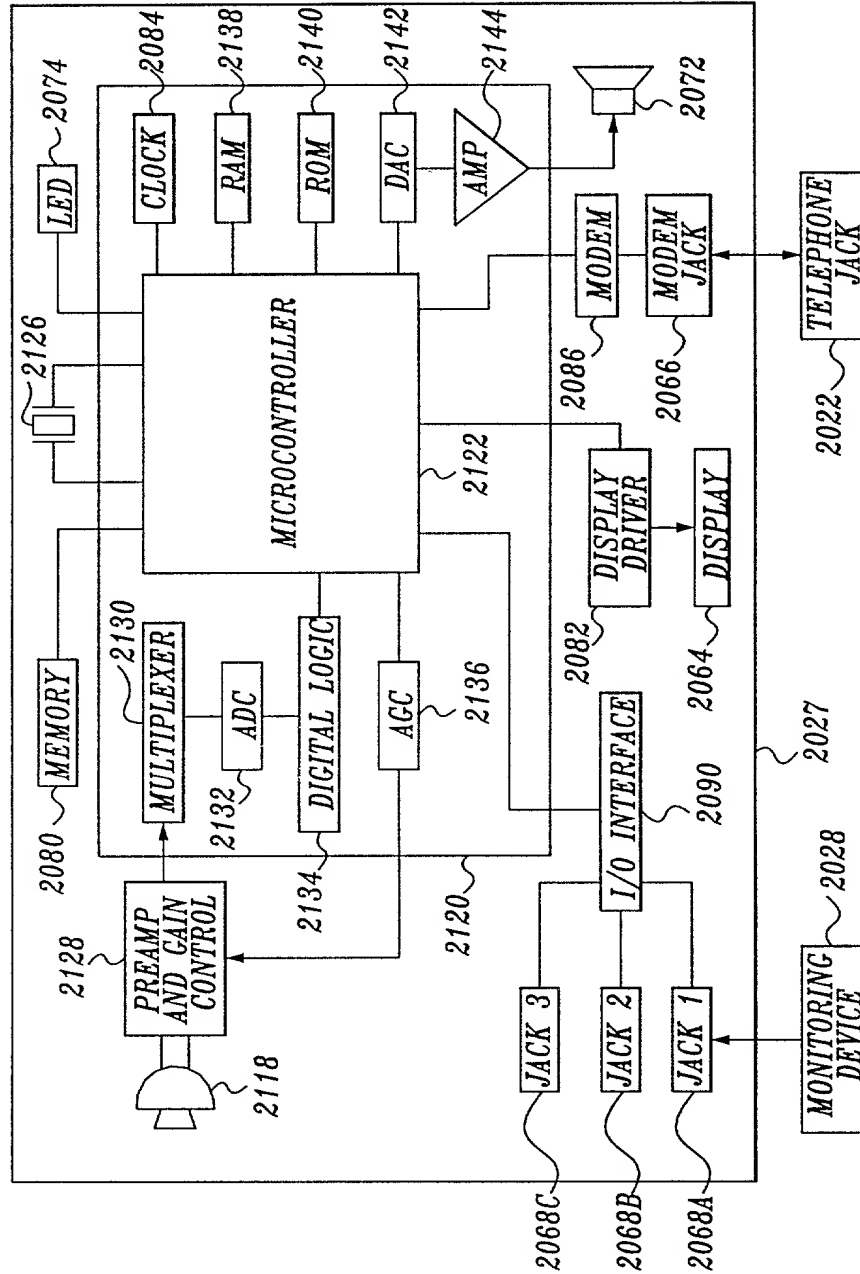 2074
LED
2126
2080
MEMORY
2128
PREAMP
AND GAIN
CONTROL
2118
2130
MULTIPLEXER
2132
ADC
2134
DIGITAL LOGIC
2136
AGC
2120
MICROCONTROLLER
2122
CLOCK
2084
RAM
2138
ROM
2140
DAC
2142
AMP
2144
2072
JACK 3
2068C
JACK 2
2068B
JACK 1
2068A
I/O INTERFACE
2090
2082
DISPLAY
DRIVER
2064
DISPLAY
2086
MODEM
2066
MODEM
JACK
2027
2028
MONITORING
DEVICE
2022
TELEPHONE
JACK